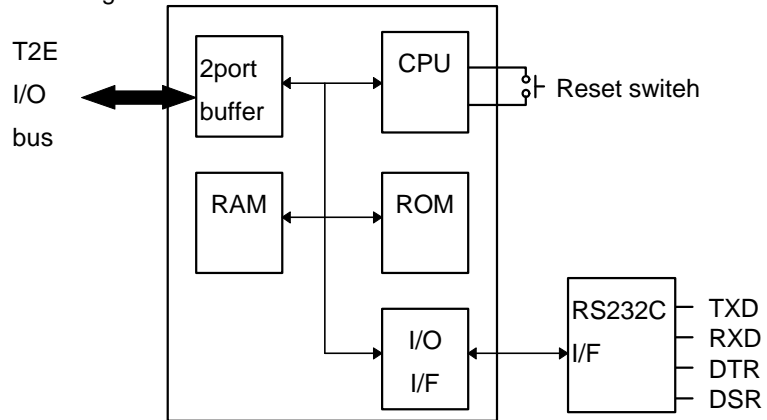 T2E
I/O
bus
2port
buffer
CPU
Reset switeh
RAM
ROM
I/O
I/F
RS232C
I/F
TXD
RXD
DTR
DSR